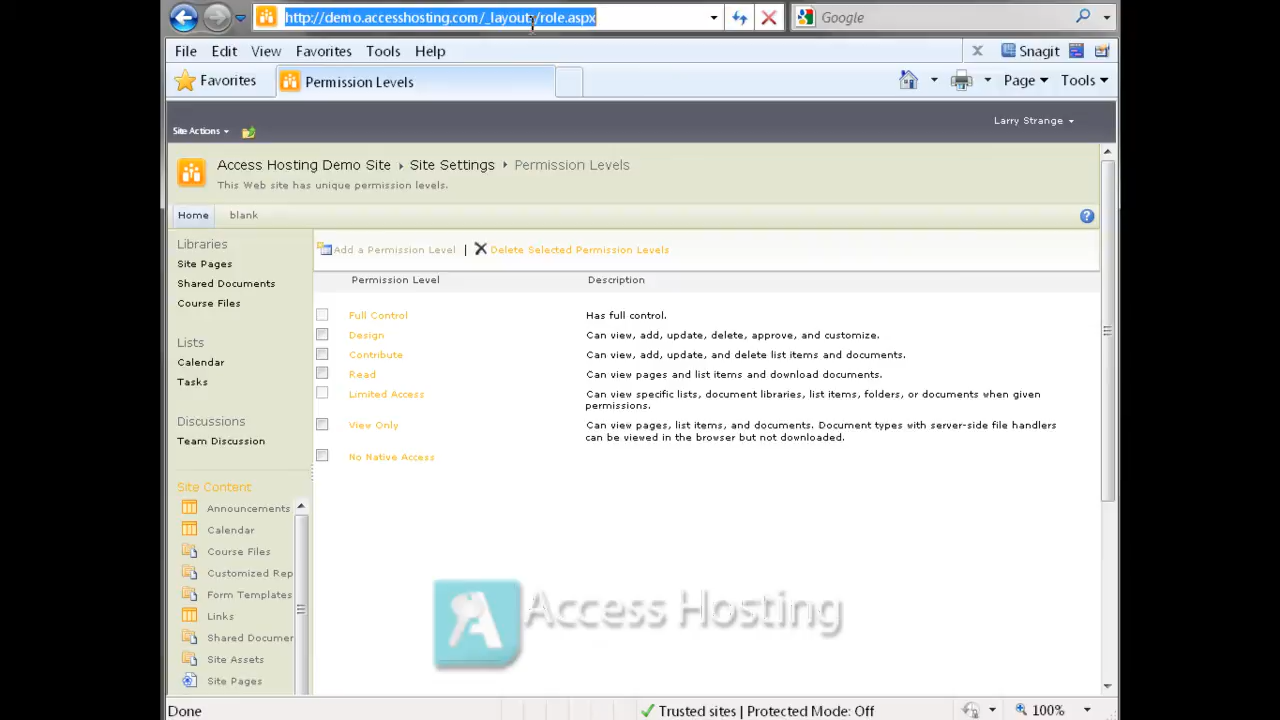 http://demo.accesshosting.com/_layouts/role.aspx
Google
File Edit View Favorites Tools Help
Snagit
Favorites
Permission Levels
Page
Tools
Site Actions
Larry Strange
Access Hosting Demo Site Site Settings Permission Levels
This Web site has unique permission levels.
Home blank
Libraries
Site Pages
Shared Documents
Course Files
Lists
Calendar
Tasks
Discussions
Team Discussion
Site Content
Announcements
Calendar
Course Files
Customized Rep
Form Templates
Links
Shared Documer
Site Assets
Site Pages
Add a Permission Level | Delete Selected Permission Levels
Permission Level Description
Full Control Has full control.
Design Can view, add, update, delete, approve, and customize.
Contribute Can view, add, update, and delete list items and documents.
Read Can view pages and list items and download documents.
Limited Access Can view specific lists, document libraries, list items, folders, or documents when given
permissions.
View Only Can view pages, list items, and documents. Document types with server-side file handlers
can be viewed in the browser but not downloaded.
No Native Access
Access Hosting
Done
Trusted sites | Protected Mode: Off
100%